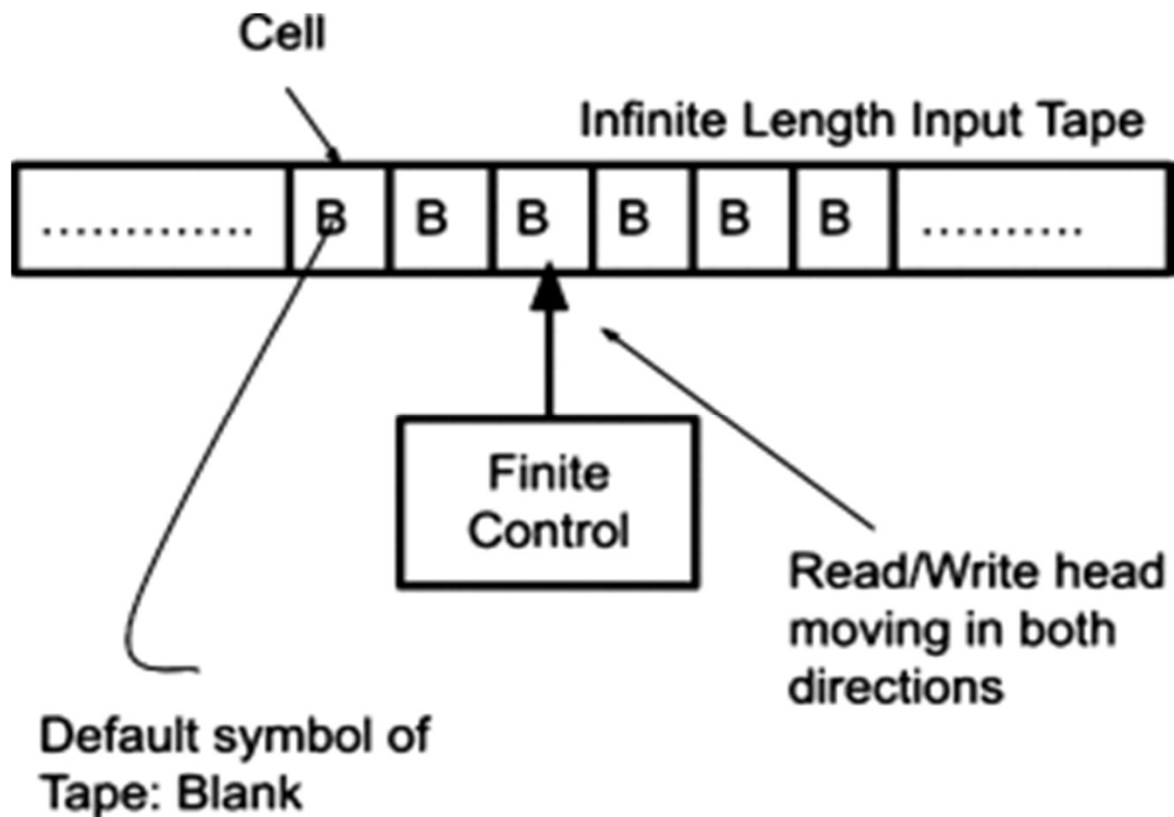 Cell
Infinite Length Input Tape
............. B B B B B B ..........
Finite
Control
Read/Write head
moving in both
directions
Default symbol of
Tape: Blank